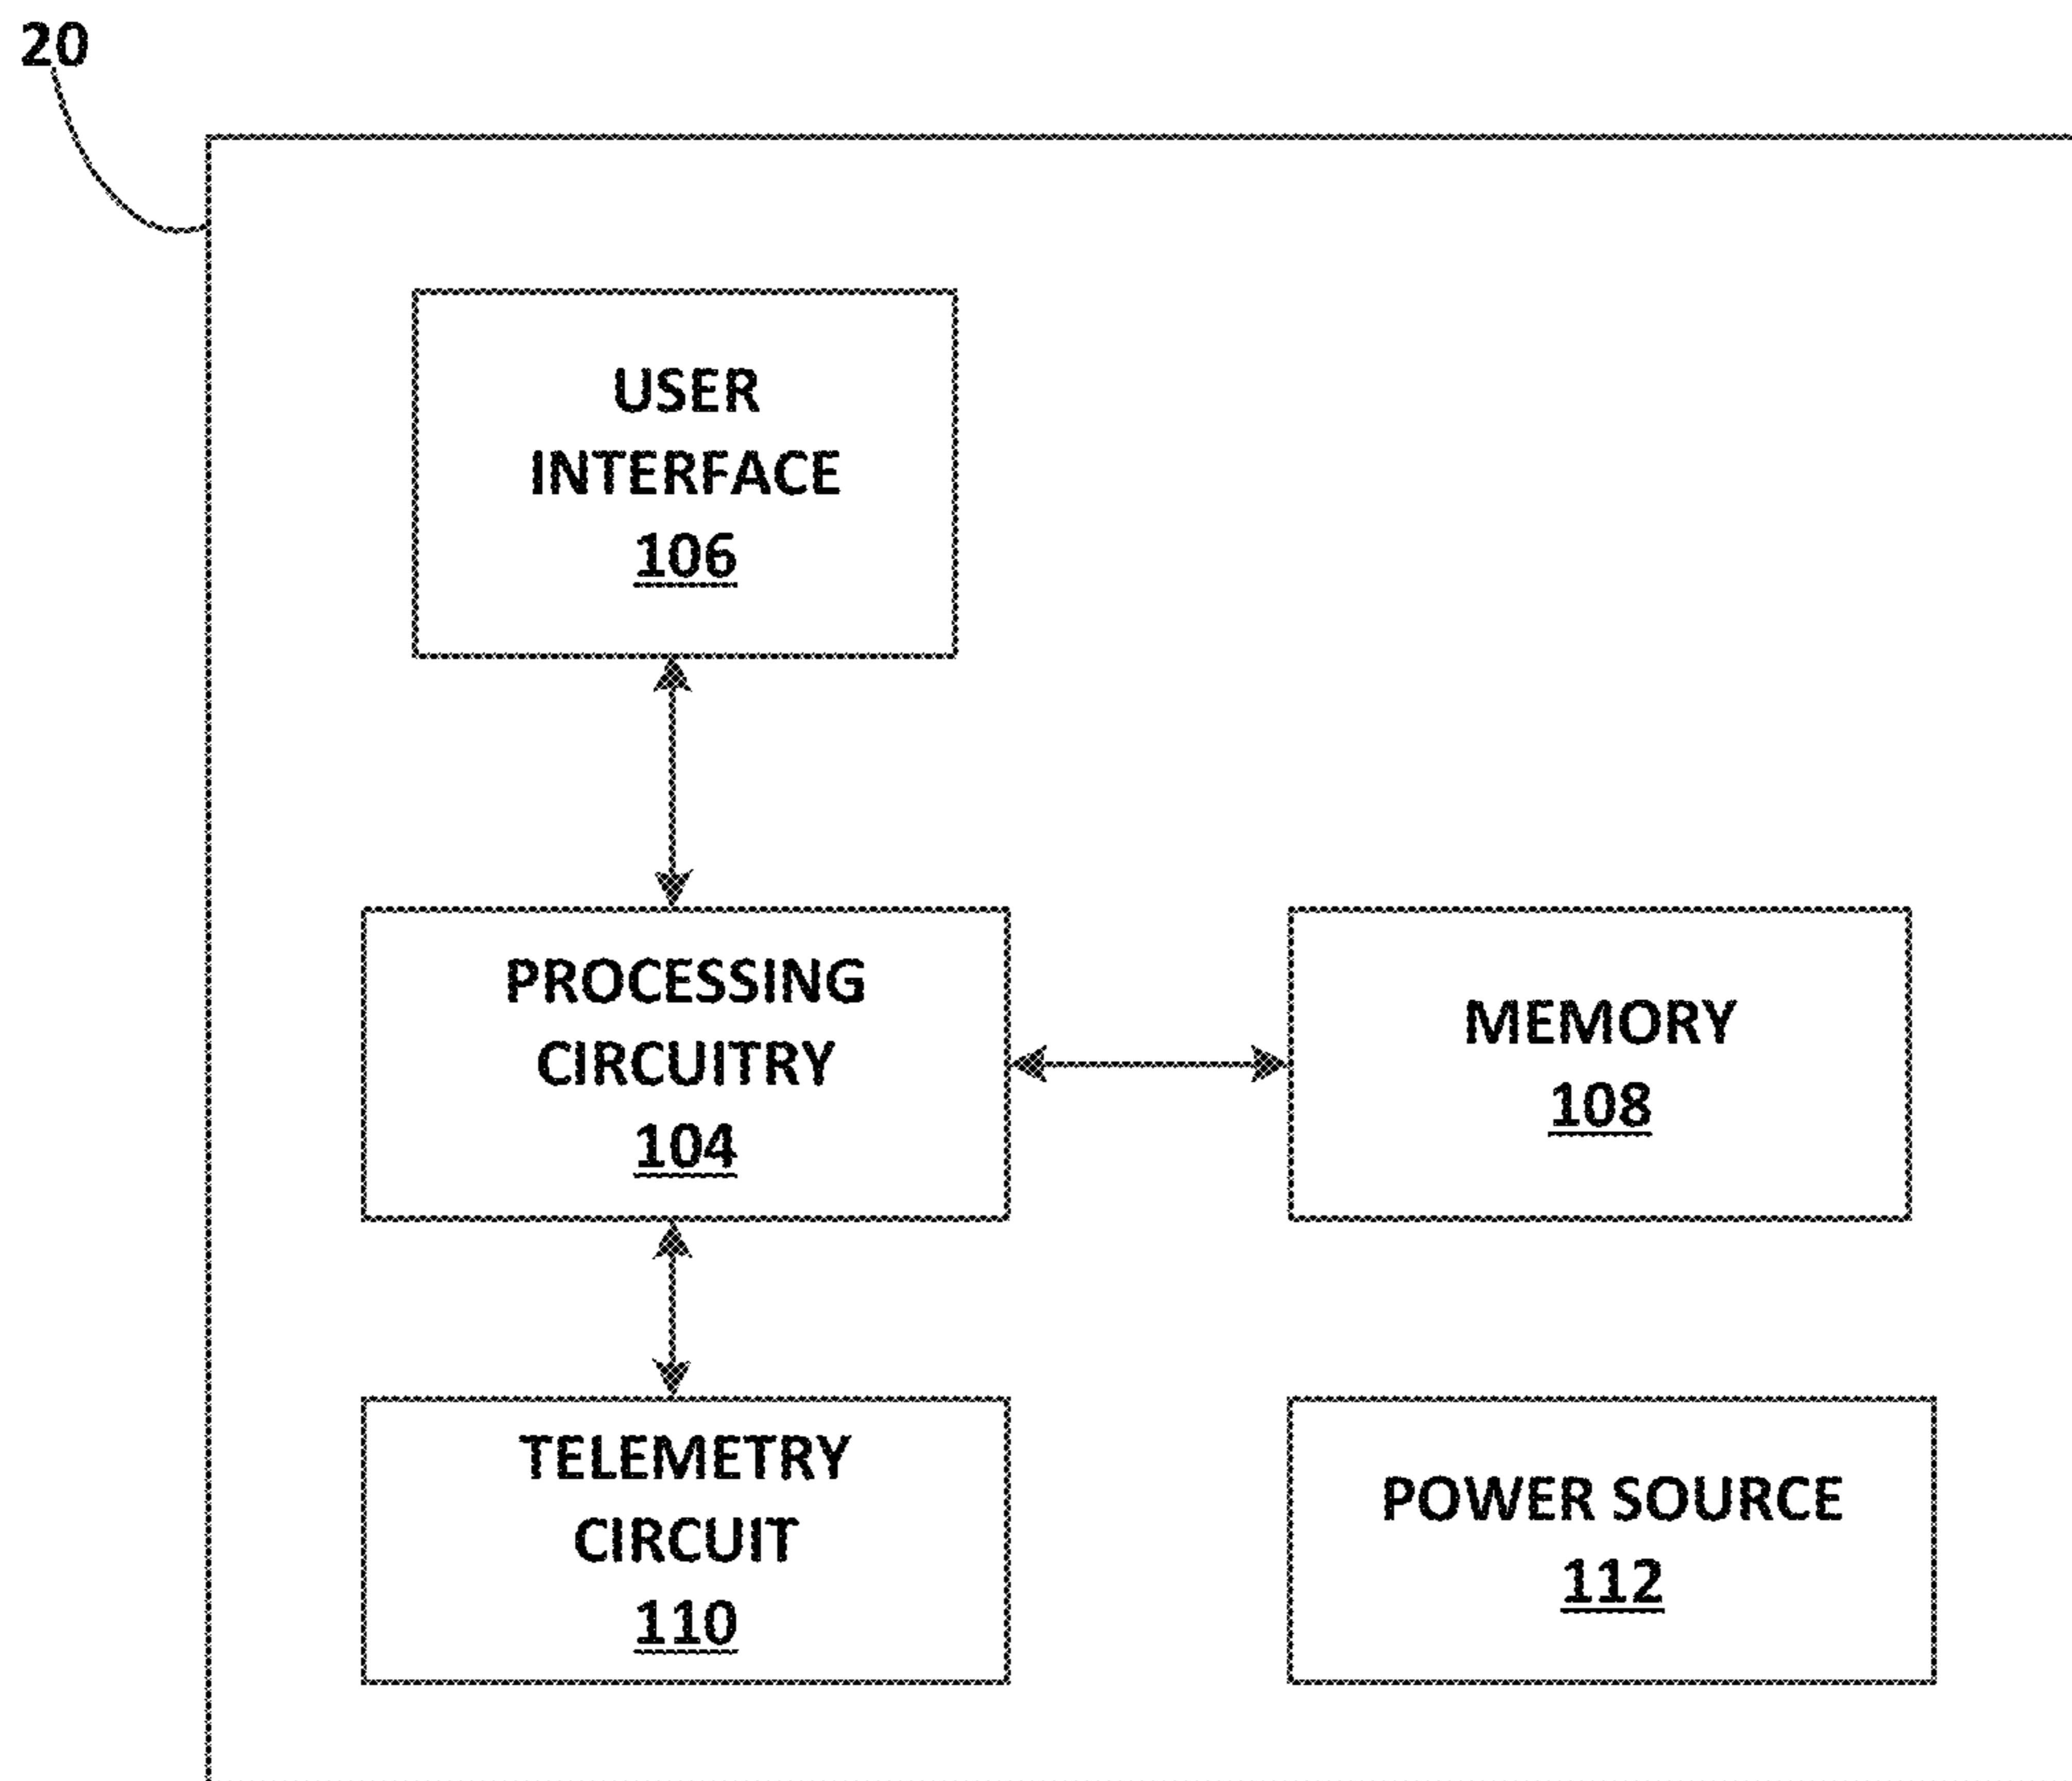 20
USER
INTERFACE
106
PROCESSING
CIRCUITRY
104
MEMORY
108
TELEMETRY
CIRCUIT
110
POWER SOURCE
112